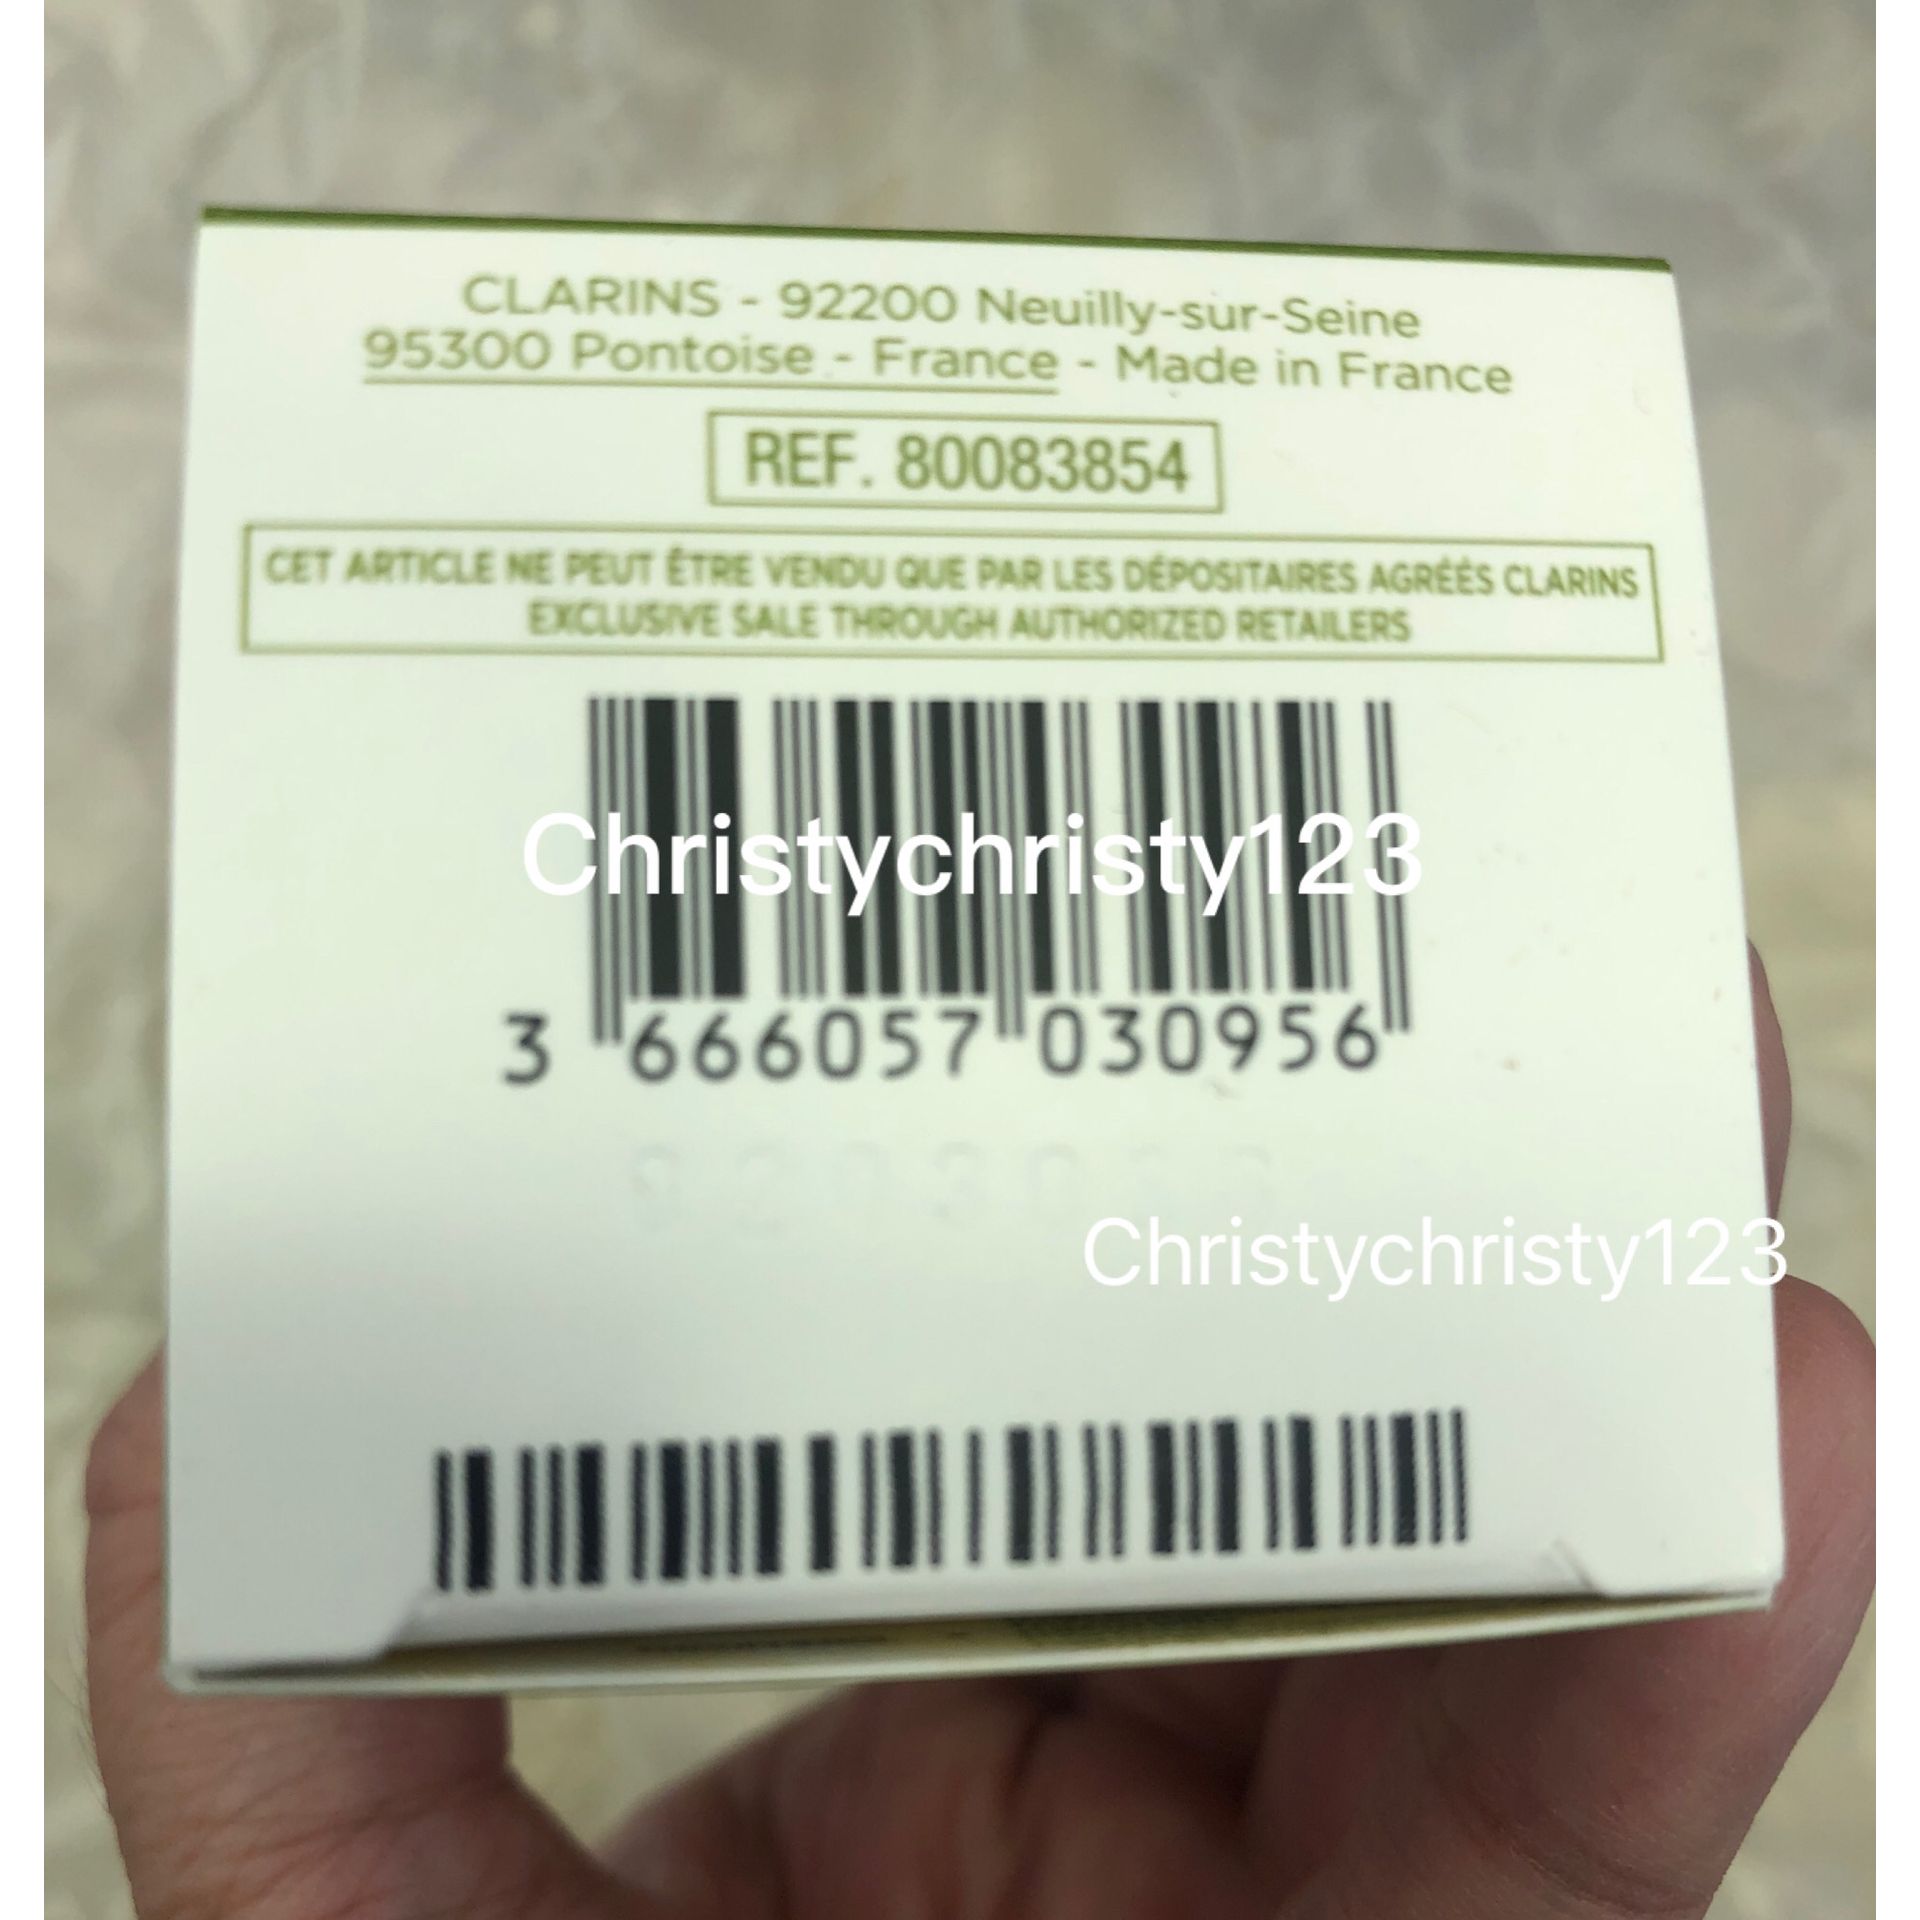 CLARINS - 92200 Neuilly-sur-Seine
95300 Pontoise - France - Made in France
REF. 80083854
CET ARTICLE NE PEUT ÊTRE VENDU QUE PAR LES DÉPOSITAIRES AGRÉÉS CLARINS
EXCLUSIVE SALE THROUGH AUTHORIZED RETAILERS
Christychristy123
3 666057 030956
Christychristy123